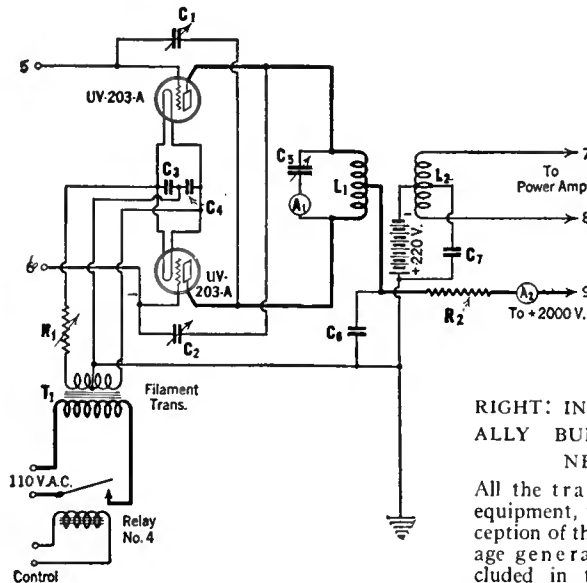 C1
5
UV-203-A
C3
C5
7
To
Power Amp
L1
L2
A1
C4
8
+220 V.
C7
6
UV-
203-A
9
R1
R2
A2
To +2000 V.
C2
C6
T1
Filament
Trans.
110 V.A.C.
Relay
No. 4
Control
RIGHT: IN
ALLY BU
NE
All the tra
equipment,
ception of th
age genera
cluded in t